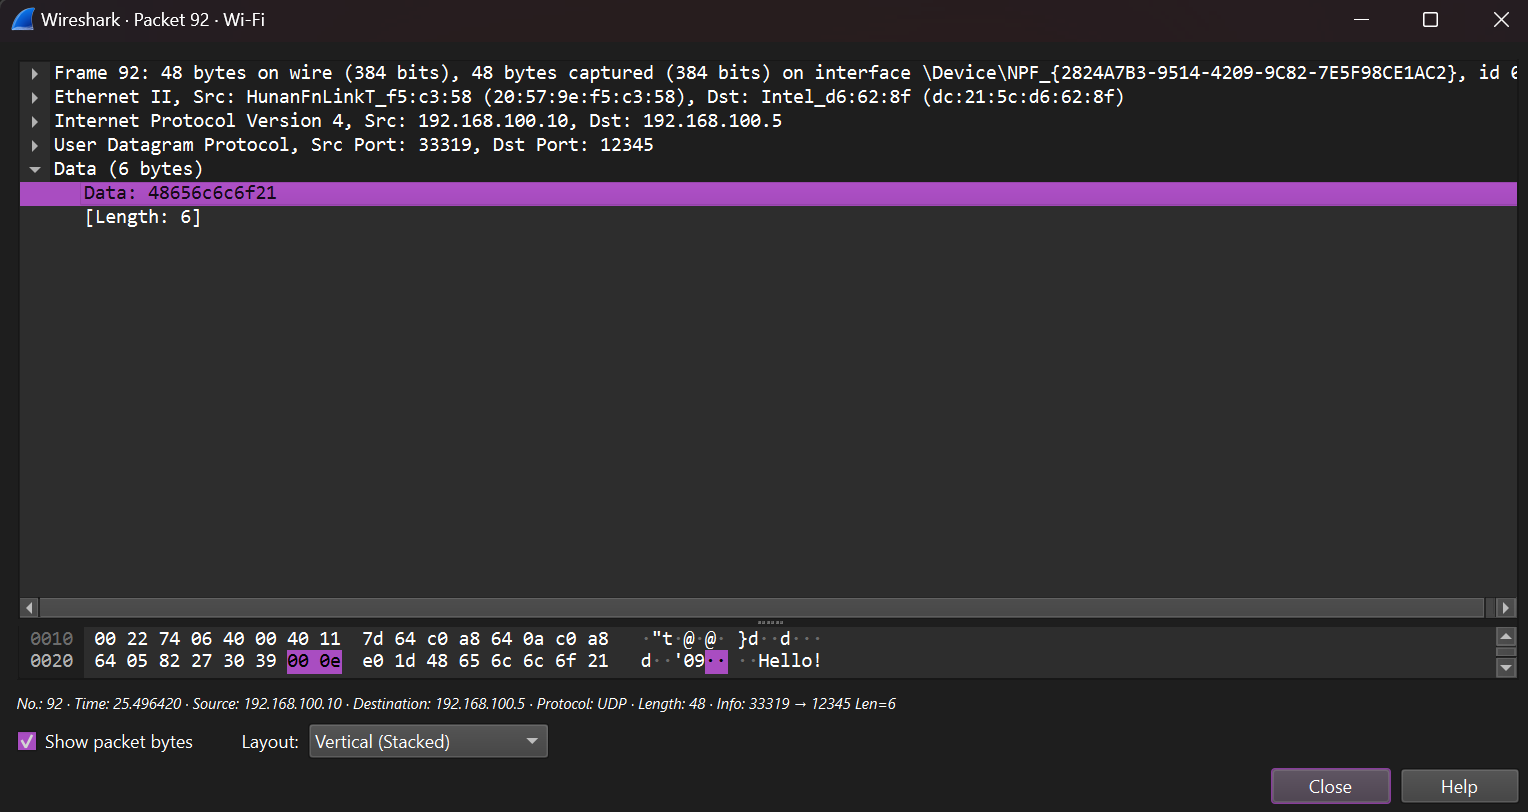 Wireshark · Packet 92 · Wi-Fi
Frame 92: 48 bytes on wire (384 bits), 48 bytes captured (384 bits) on interface \Device\NPF_{2824A7B3-9514-4209-9C82-7E5F98CE1AC2}, id
Ethernet II, Src: HunanFnLinkT_f5:c3:58 (20:57:9e:f5:c3:58), Dst: Intel_d6:62:8f (dc:21:5c:d6:62:8f)
Internet Protocol Version 4, Src: 192.168.100.10, Dst: 192.168.100.5
User Datagram Protocol, Src Port: 33319, Dst Port: 12345
Data (6 bytes)
Data: 48656c6c6f21
[Length: 6]
0010 00 22 74 06 40 00 40 11 7d 64 c0 a8 64 0a c0 a8 ·"t·@·@· }d··d···
0020 64 05 82 27 30 39 00 0e e0 1d 48 65 6c 6c 6f 21 d··'09·· ··Hello!
No.: 92 · Time: 25.496420 · Source: 192.168.100.10 · Destination: 192.168.100.5 · Protocol: UDP · Length: 48 · Info: 33319 → 12345 Len=6
Show packet bytes Layout: Vertical (Stacked)
Close Help